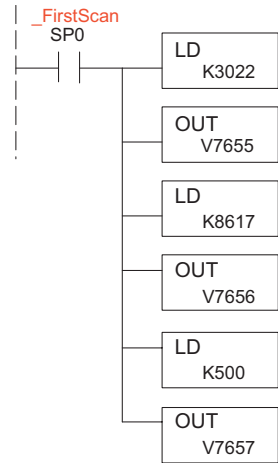 _FirstScan
SP0
LD
K3022
OUT
V7655
LD
K8617
OUT
V7656
LD
K500
OUT
V7657